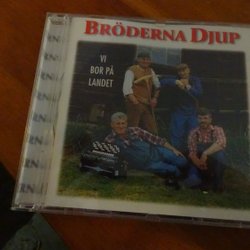 BRÖDERNA DJUP
VI
BOR PÅ
LANDET